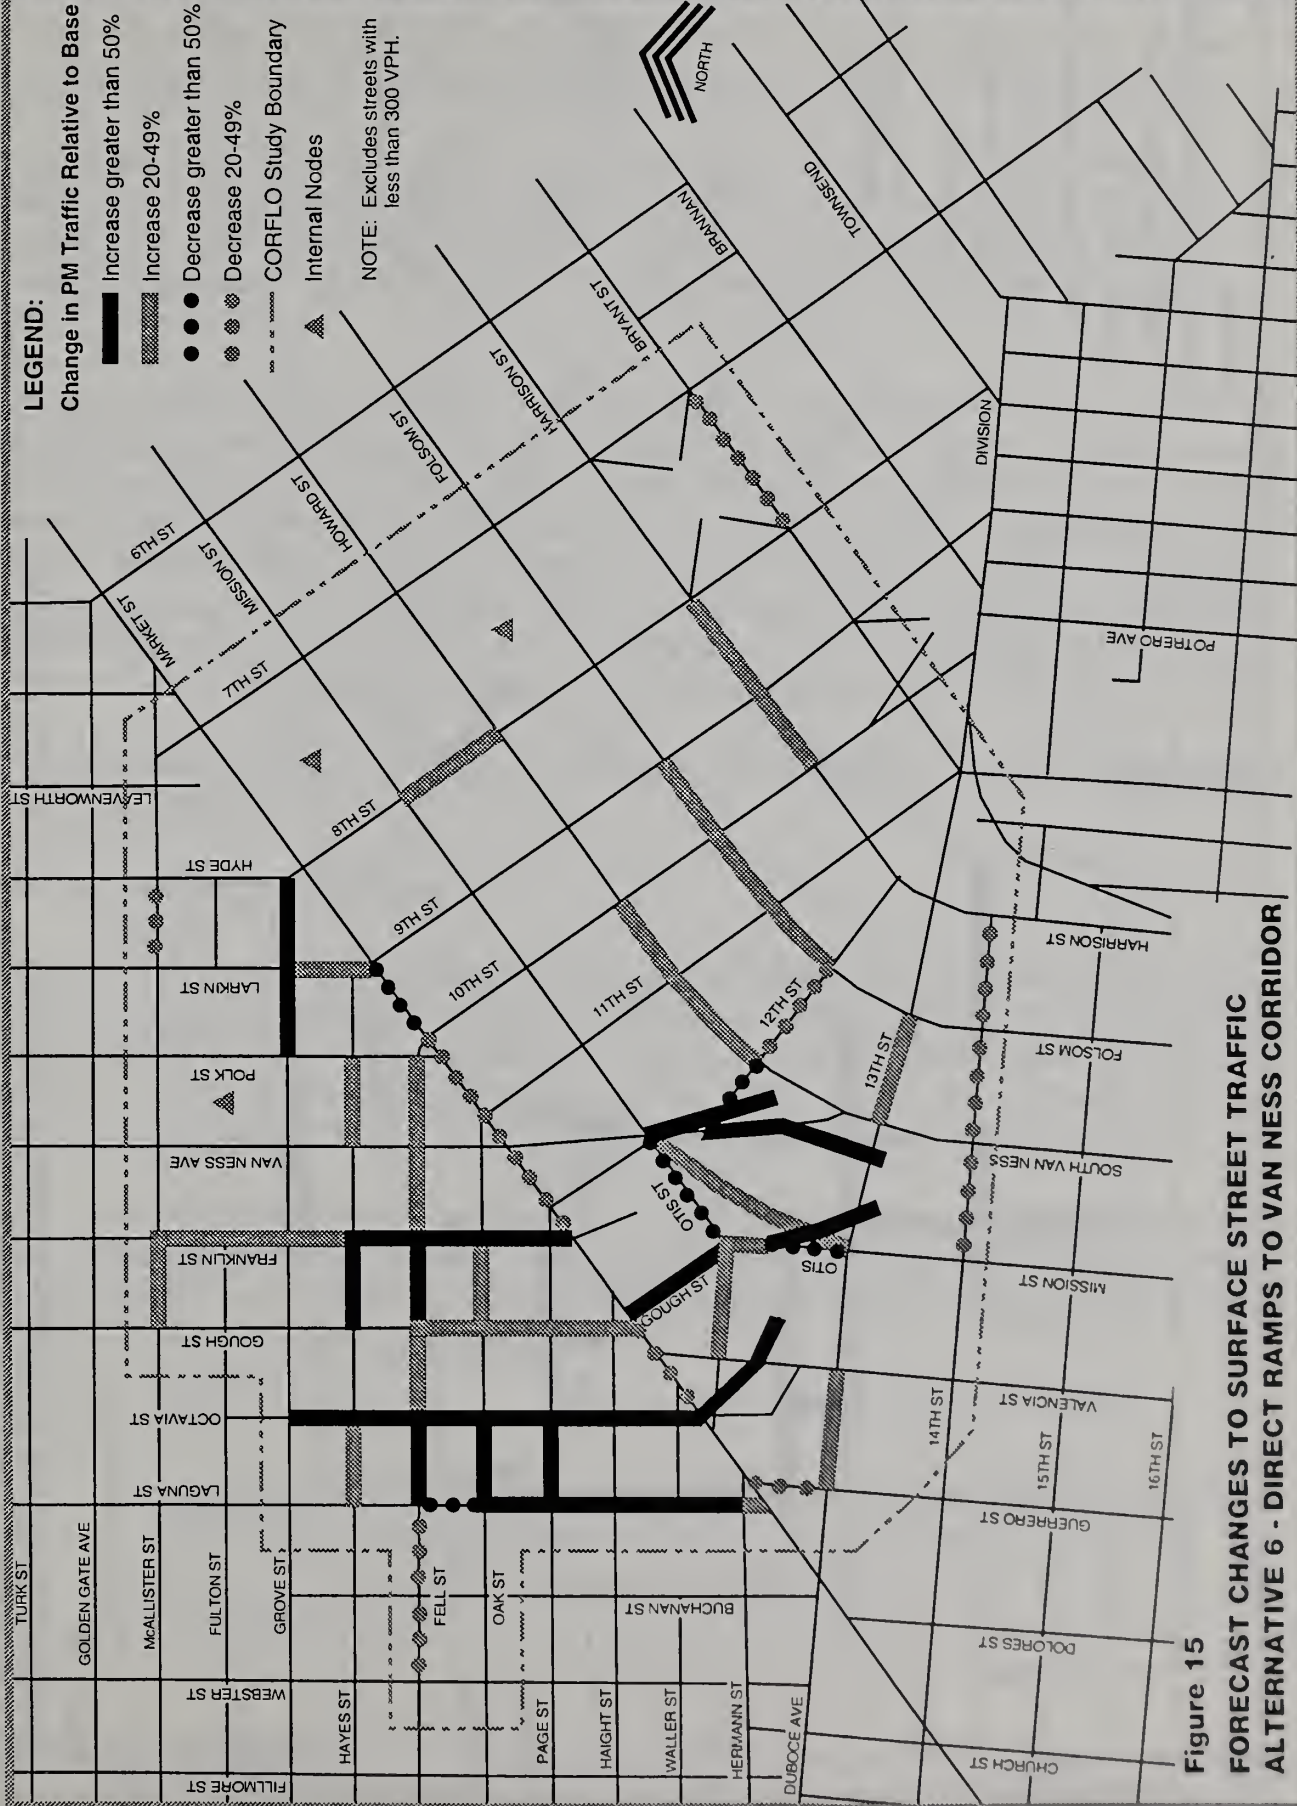 LEGEND:
Change in PM Traffic Relative to Base
Increase greater than 50%
Increase 20-49%
Decrease greater than 50%
Decrease 20-49%
CORFLO Study Boundary
Internal Nodes
NOTE: Excludes streets with
less than 300 VPH.
NORTH
TURK ST
GOLDEN GATE AVE
McALLISTER ST
FULTON ST
GROVE ST
HAYES ST
FELL ST
OAK ST
PAGE ST
HAIGHT ST
WALLER ST
HERMANN ST
DUBOCE AVE
14TH ST
15TH ST
16TH ST
FILLMORE ST
WEBSTER ST
BUCHANAN ST
LAGUNA ST
OCTAVIA ST
GOUGH ST
FRANKLIN ST
VAN NESS AVE
POLK ST
LARKIN ST
HYDE ST
LEAVENWORTH ST
CHURCH ST
DOLORES ST
GUERRERO ST
VALENCIA ST
MISSION ST
SOUTH VAN NESS
FOLSOM ST
HARRISON ST
POTRERO AVE
DIVISION
GOUGH ST
OTIS ST
OTIS
13TH ST
12TH ST
11TH ST
10TH ST
9TH ST
8TH ST
7TH ST
6TH ST
MARKET ST
MISSION ST
HOWARD ST
FOLSOM ST
HARRISON ST
BRYANT ST
BRANNAN
TOWNSEND
Figure 15
FORECAST CHANGES TO SURFACE STREET TRAFFIC
ALTERNATIVE 6 - DIRECT RAMPS TO VAN NESS CORRIDOR